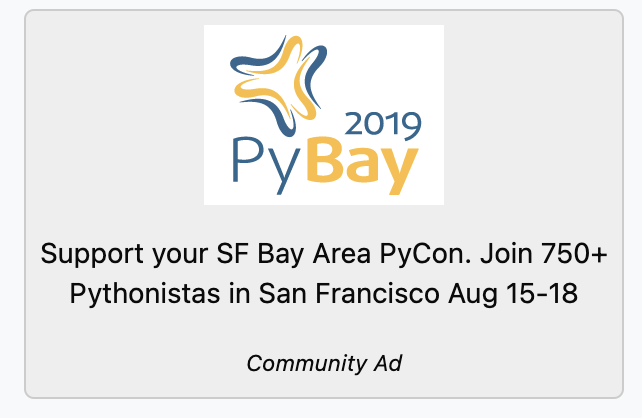 2019
PyBay
Support your SF Bay Area PyCon. Join 750+
Pythonistas in San Francisco Aug 15-18
Community Ad